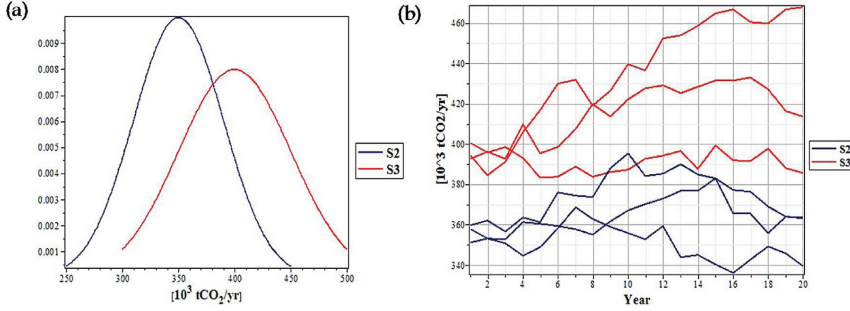 (a)
0.009
0.008
0.007
0.006
0.005
0.004
0.003
0.002
0.001
250 300 350 400 450 500
[10³ tCO₂/yr]
S2
S3
(b)
[10^3 tCO2/yr]
460
440
420
400
380
360
340
2 4 6 8 10 12 14 16 18 20
Year
S2
S3